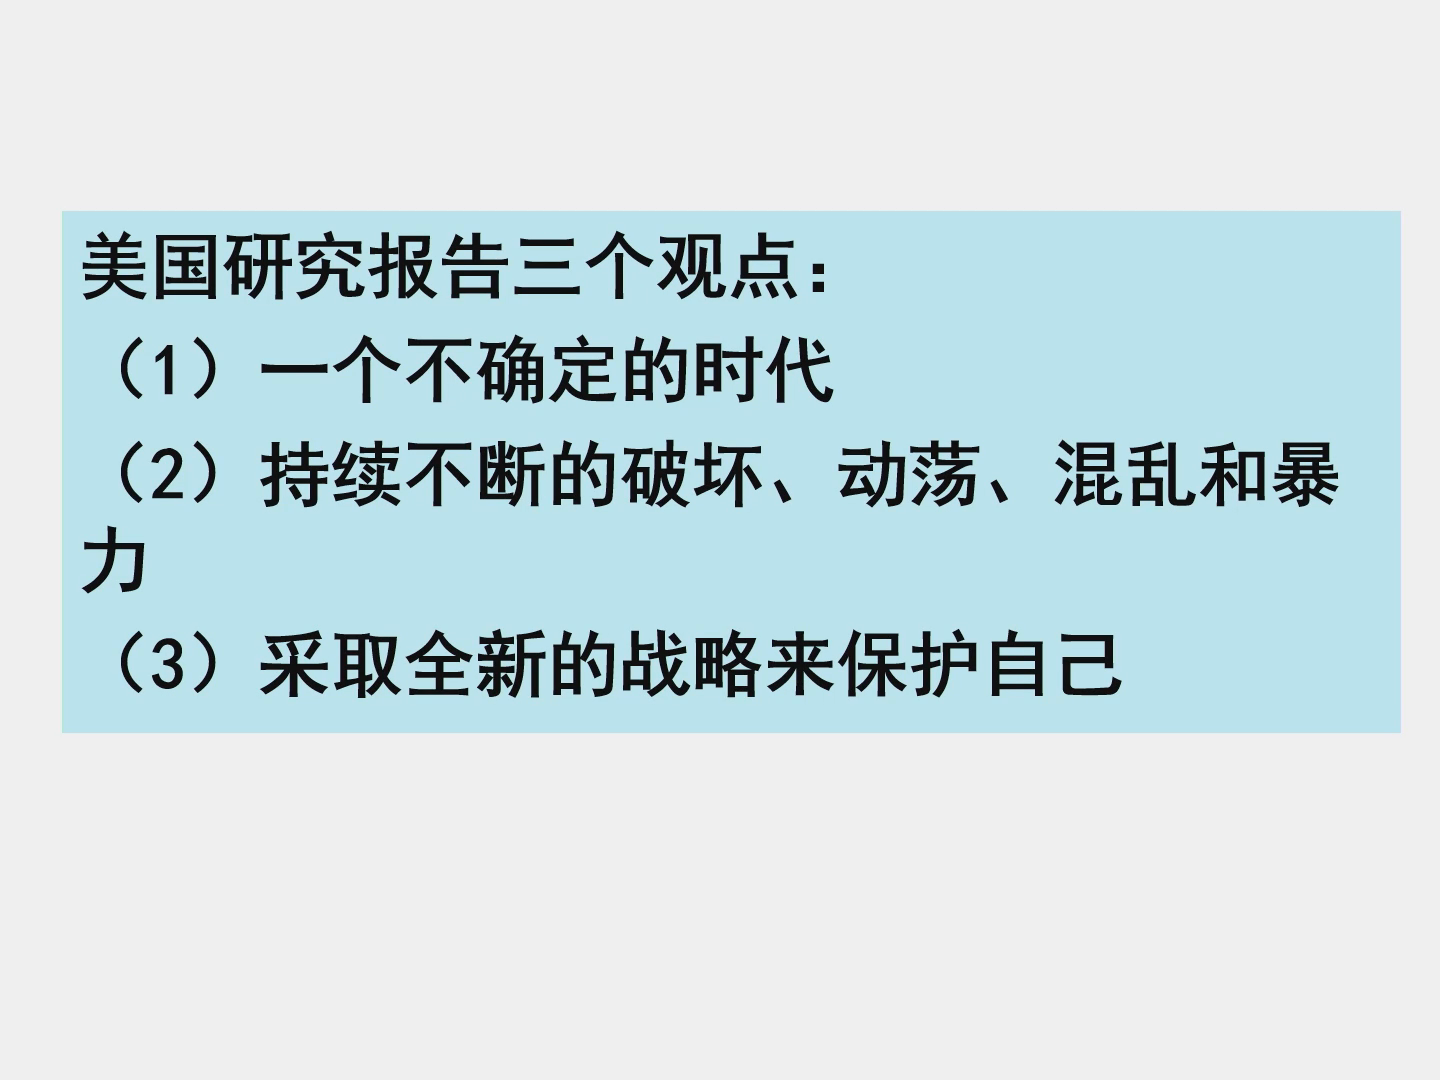 美国研究报告三个观点：
（1）一个不确定的时代
（2）持续不断的破坏、动荡、混乱和暴
力
（3）采取全新的战略来保护自己